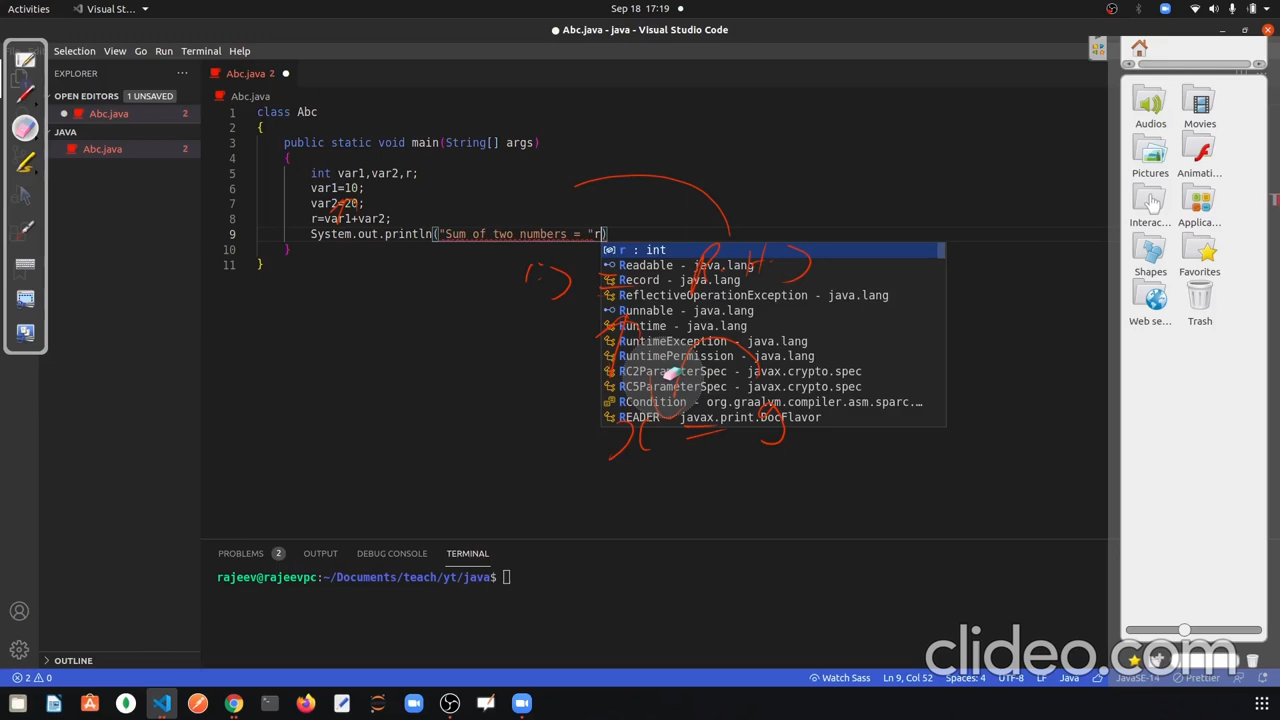 Activities
Visual St...
Sep 18 17:19
Abc.java - java - Visual Studio Code
Selection View Go Run Terminal Help
EXPLORER
OPEN EDITORS 1 UNSAVED
Abc.java 2
JAVA
Abc.java 2
OUTLINE
Abc.java 2
Abc.java
1 class Abc
2 {
3 public static void main(String[] args)
4 {
5 int var1,var2,r;
6 var1=10;
7 var2=20;
8 r=var1+var2;
9 System.out.println("Sum of two numbers = "r)
10 }
11 }
r : int
Readable - java.lang
Record - java.lang
ReflectiveOperationException - java.lang
Runnable - java.lang
Runtime - java.lang
RuntimeException - java.lang
RuntimePermission - java.lang
RC2ParameterSpec - javax.crypto.spec
RC5ParameterSpec - javax.crypto.spec
RCondition - org.graalvm.compiler.asm.sparc....
READER - javax.print.DocFlavor
PROBLEMS 2 OUTPUT DEBUG CONSOLE TERMINAL
rajeev@rajeevpc:~/Documents/teach/yt/java$
Audios Movies
Pictures Animati...
Interac... Applica...
Shapes Favorites
Web se... Trash
clideo.com
2 0
Watch Sass Ln 9, Col 52 Spaces: 4 UTF-8 LF Java JavaSE-14 Prettier